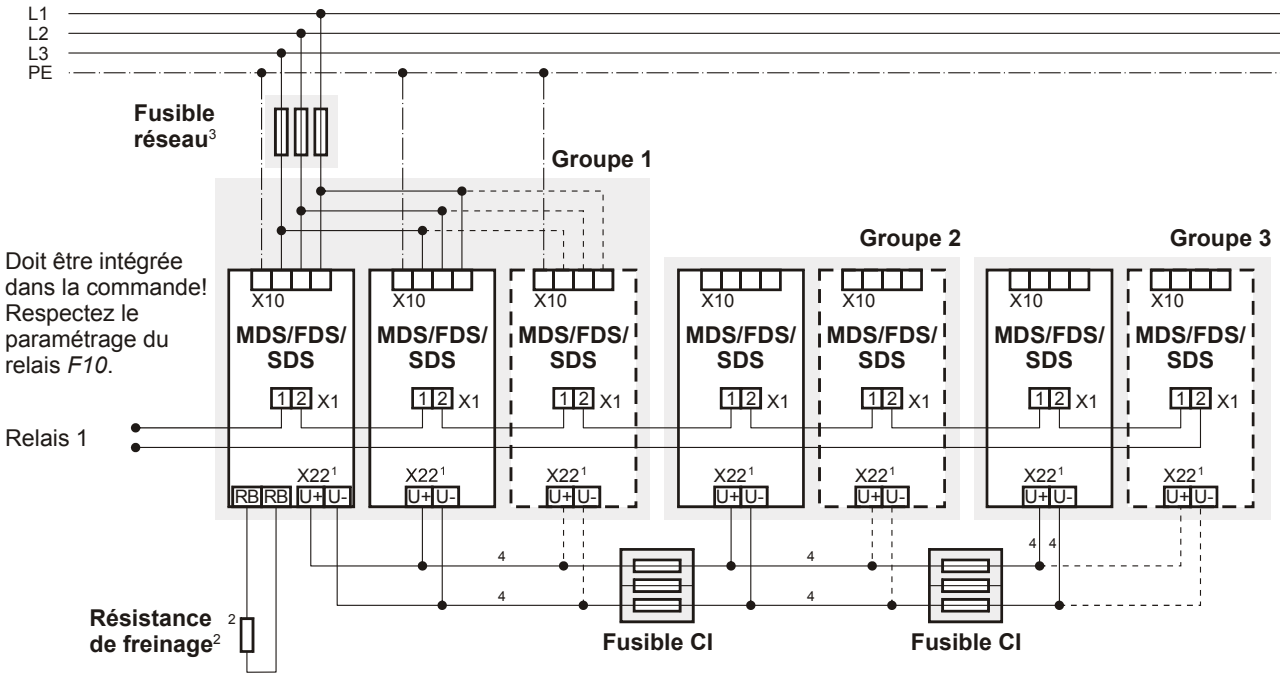 L1
L2
L3
PE
Fusible
réseau³
Groupe 1
Groupe 2
Groupe 3
Doit être intégrée
dans la commande!
Respectez le
paramétrage du
relais F10.
X10 X10 X10 X10 X10 X10 X10
MDS/FDS/ MDS/FDS/ MDS/FDS/ MDS/FDS/ MDS/FDS/ MDS/FDS/ MDS/FDS/
SDS SDS SDS SDS SDS SDS SDS
1 2 X1 1 2 X1 1 2 X1 1 2 X1 1 2 X1 1 2 X1 1 2 X1
Relais 1
X22¹ X22¹ X22¹ X22¹ X22¹ X22¹ X22¹
RB RB U+ U- U+ U- U+ U- U+ U- U+ U- U+ U- U+ U-
4 4 4 4
4 4
Résistance 2
de freinage²
Fusible CI Fusible CI